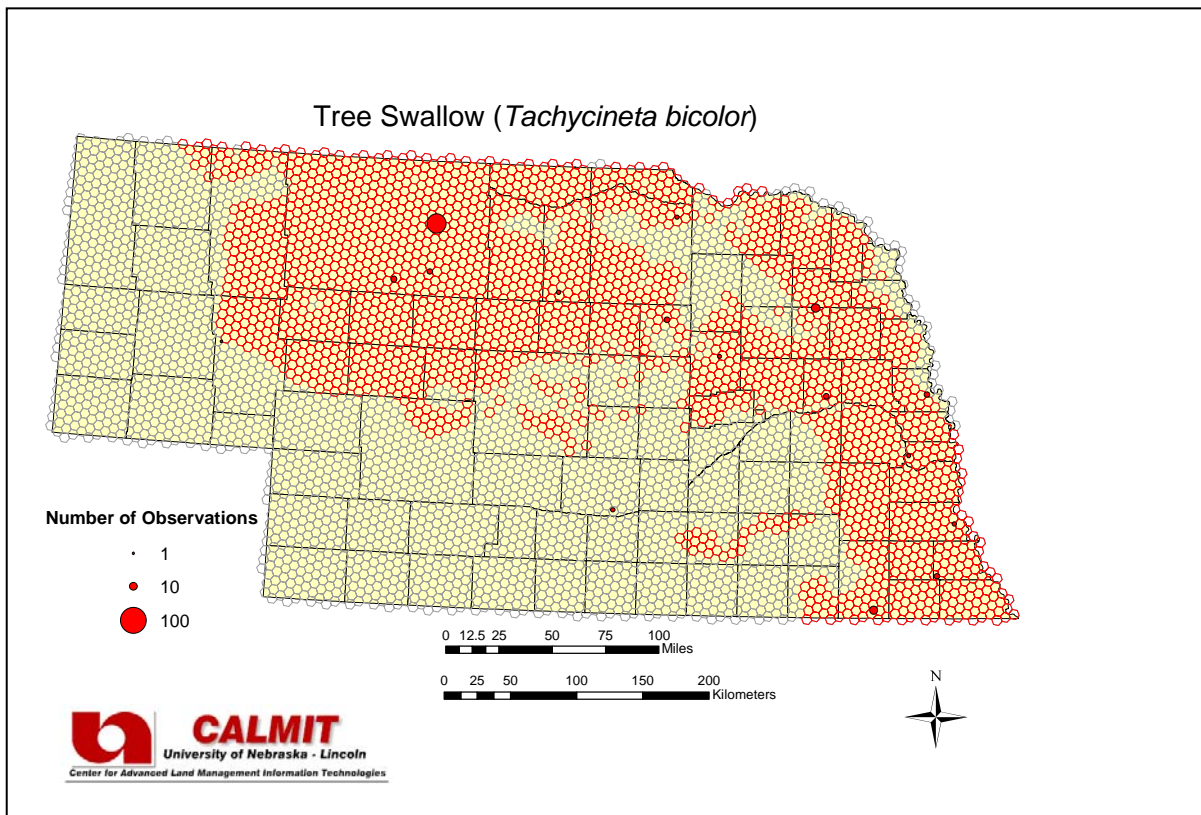 Tree Swallow (Tachycineta bicolor)
Number of Observations
1
10
100
0 12.5 25 50 75 100
Miles
0 25 50 100 150 200
Kilometers
N
CALMIT
University of Nebraska - Lincoln
Center for Advanced Land Management Information Technologies